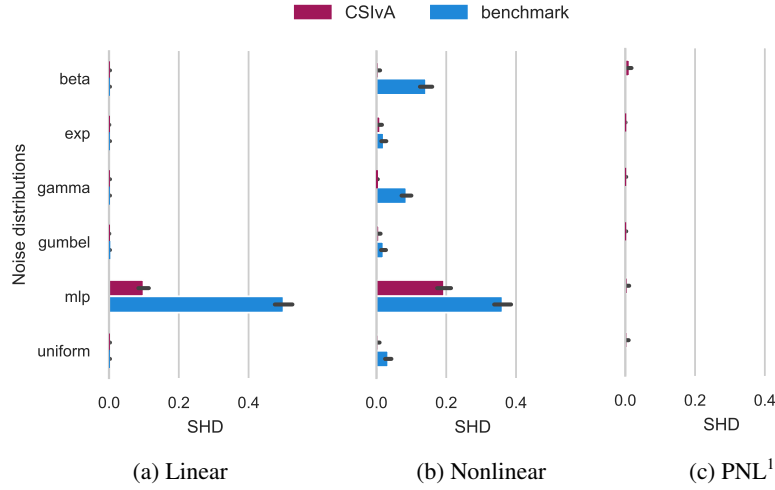 CSIvA benchmark
Noise distributions
beta
exp
gamma
gumbel
mlp
uniform
0.0 0.2 0.4 0.0 0.2 0.4 0.0 0.2 0.4
SHD SHD SHD
(a) Linear (b) Nonlinear (c) PNL¹